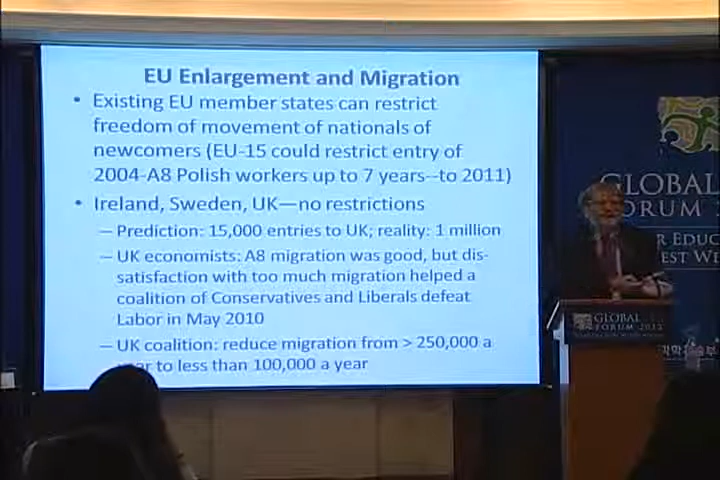 EU Enlargement and Migration
• Existing EU member states can restrict
freedom of movement of nationals of
newcomers (EU-15 could restrict entry of
2004-A8 Polish workers up to 7 years--to 2011)
• Ireland, Sweden, UK—no restrictions
– Prediction: 15,000 entries to UK; reality: 1 million
– UK economists: A8 migration was good, but dis-
satisfaction with too much migration helped a
coalition of Conservatives and Liberals defeat
Labor in May 2010
– UK coalition: reduce migration from > 250,000 a
to less than 100,000 a year
GLOBAL
ORUM
R EDUC
EST WE
GLOBAL
FORUM